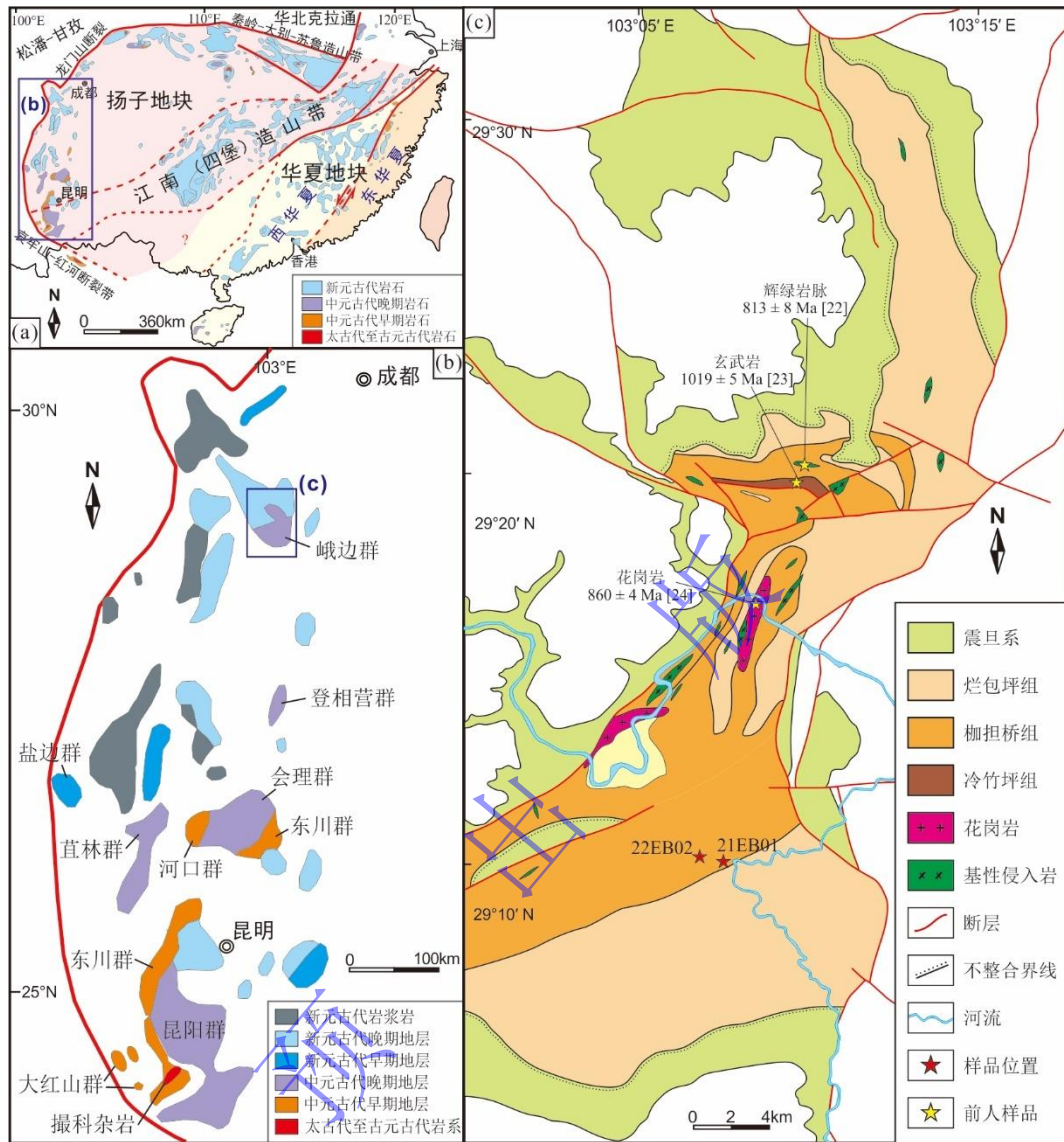 100°E
110°E
120°E
松潘-甘孜
龙门山断裂
秦岭-大别-苏鲁造山带
华北克拉通
上海
成都
(b)
扬子地块
江南（四堡）造山带
华夏地块
西华夏
东华夏
昆明
哀牢山-红河断裂带
?
香港
N
0 360km
(a)
新元古代岩石
中元古代晚期岩石
中元古代早期岩石
太古代至古元古代岩石
(b)
103°E
成都
30°N
N
(c)
峨边群
登相营群
盐边群
会理群
东川群
苴林群
河口群
昆明
东川群
0 100km
25°N
昆阳群
大红山群
撮科杂岩
新元古代岩浆岩
新元古代晚期地层
新元古代早期地层
中元古代晚期地层
中元古代早期地层
太古代至古元古代岩系
(c)
103°05′E
103°15′E
29°30′N
辉绿岩脉
813 ± 8 Ma [22]
玄武岩
1019 ± 5 Ma [23]
29°20′N
N
花岗岩
860 ± 4 Ma [24]
22EB02
21EB01
29°10′N
0 2 4km
震旦系
烂包坪组
枷担桥组
冷竹坪组
花岗岩
基性侵入岩
断层
不整合界线
河流
样品位置
前人样品